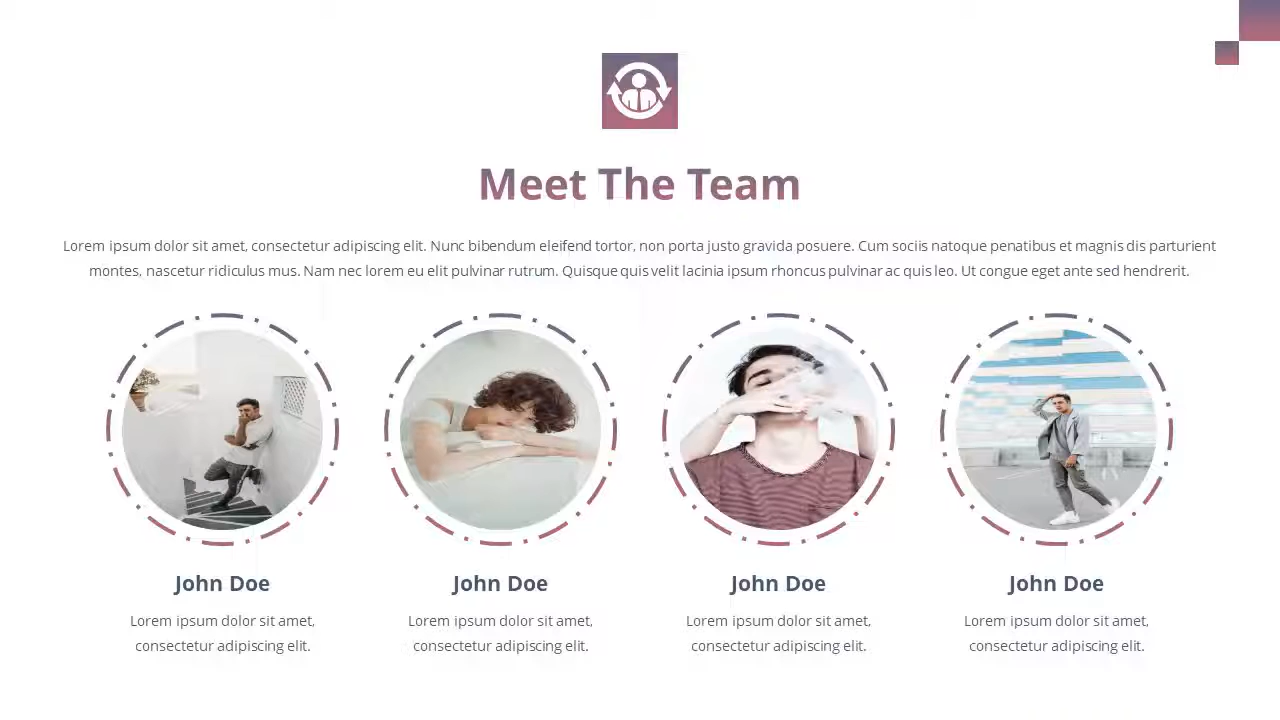 Meet The Team
Lorem ipsum dolor sit amet, consectetur adipiscing elit. Nunc bibendum eleifend tortor, non porta justo gravida posuere. Cum sociis natoque penatibus et magnis dis parturient
montes, nascetur ridiculus mus. Nam nec lorem eu elit pulvinar rutrum. Quisque quis velit lacinia ipsum rhoncus pulvinar ac quis leo. Ut congue eget ante sed hendrerit.
John Doe
Lorem ipsum dolor sit amet,
consectetur adipiscing elit.
John Doe
Lorem ipsum dolor sit amet,
consectetur adipiscing elit.
John Doe
Lorem ipsum dolor sit amet,
consectetur adipiscing elit.
John Doe
Lorem ipsum dolor sit amet,
consectetur adipiscing elit.